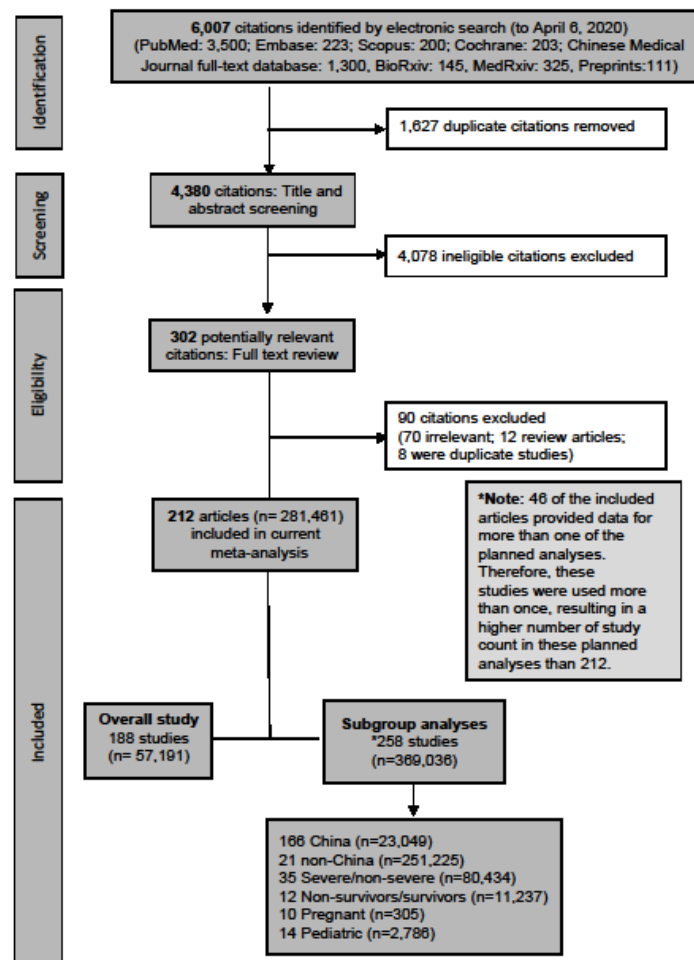 6,007 citations identified by electronic search (to April 6, 2020)
(PubMed: 3,500; Embase: 223; Scopus: 200; Cochrane: 203; Chinese Medical
Journal full-text database: 1,300, BioRxiv: 145, MedRxiv: 325, Preprints:111)
Identification
1,627 duplicate citations removed
4,380 citations: Title and
abstract screening
Screening
4,078 ineligible citations excluded
302 potentially relevant
citations: Full text review
Eligibility
90 citations excluded
(70 irrelevant; 12 review articles;
8 were duplicate studies)
212 articles (n= 281,461)
included in current
meta-analysis
*Note: 46 of the included
articles provided data for
more than one of the
planned analyses.
Therefore, these
studies were used more
than once, resulting in a
higher number of study
count in these planned
analyses than 212.
Included
Overall study
188 studies
(n= 57,191)
Subgroup analyses
*258 studies
(n=369,036)
166 China (n=23,049)
21 non-China (n=251,225)
35 Severe/non-severe (n=80,434)
12 Non-survivors/survivors (n=11,237)
10 Pregnant (n=305)
14 Pediatric (n=2,786)